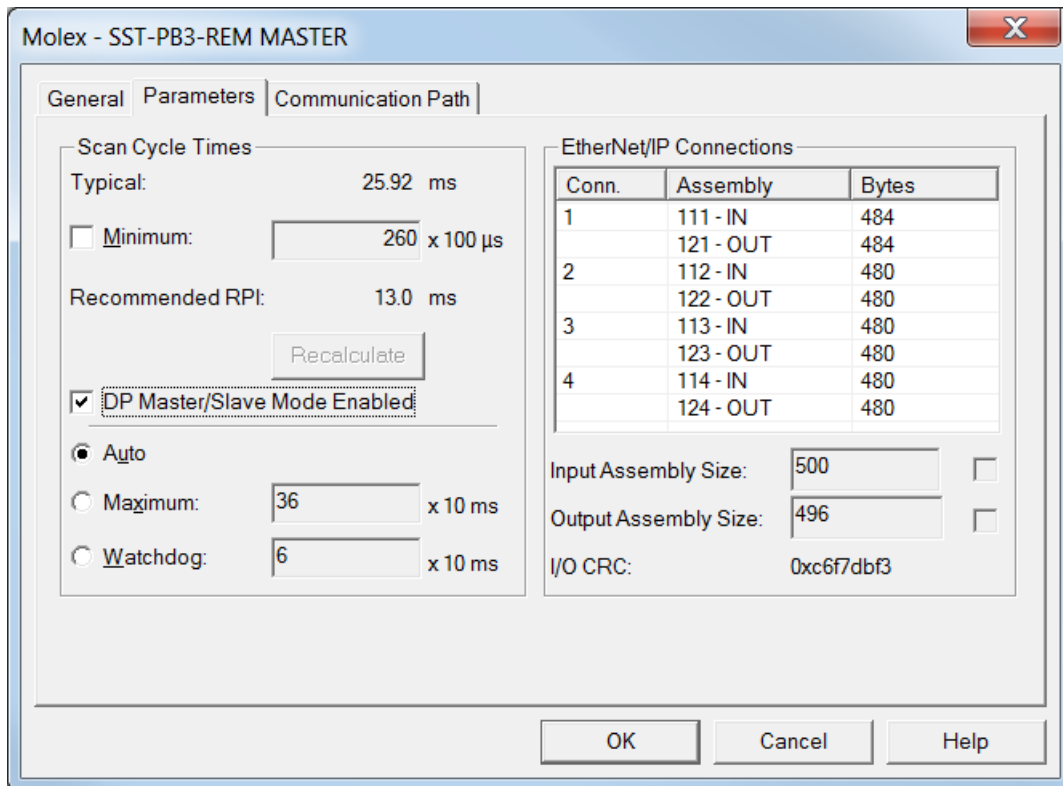 Molex - SST-PB3-REM MASTER
X
General Parameters Communication Path
Scan Cycle Times
Typical: 25.92 ms
Minimum: 260 x 100 µs
Recommended RPI: 13.0 ms
Recalculate
DP Master/Slave Mode Enabled
Auto
Maximum: 36 x 10 ms
Watchdog: 6 x 10 ms
EtherNet/IP Connections
Conn. Assembly Bytes
1 111 - IN 484
121 - OUT 484
2 112 - IN 480
122 - OUT 480
3 113 - IN 480
123 - OUT 480
4 114 - IN 480
124 - OUT 480
Input Assembly Size: 500
Output Assembly Size: 496
I/O CRC: 0xc6f7dbf3
OK Cancel Help